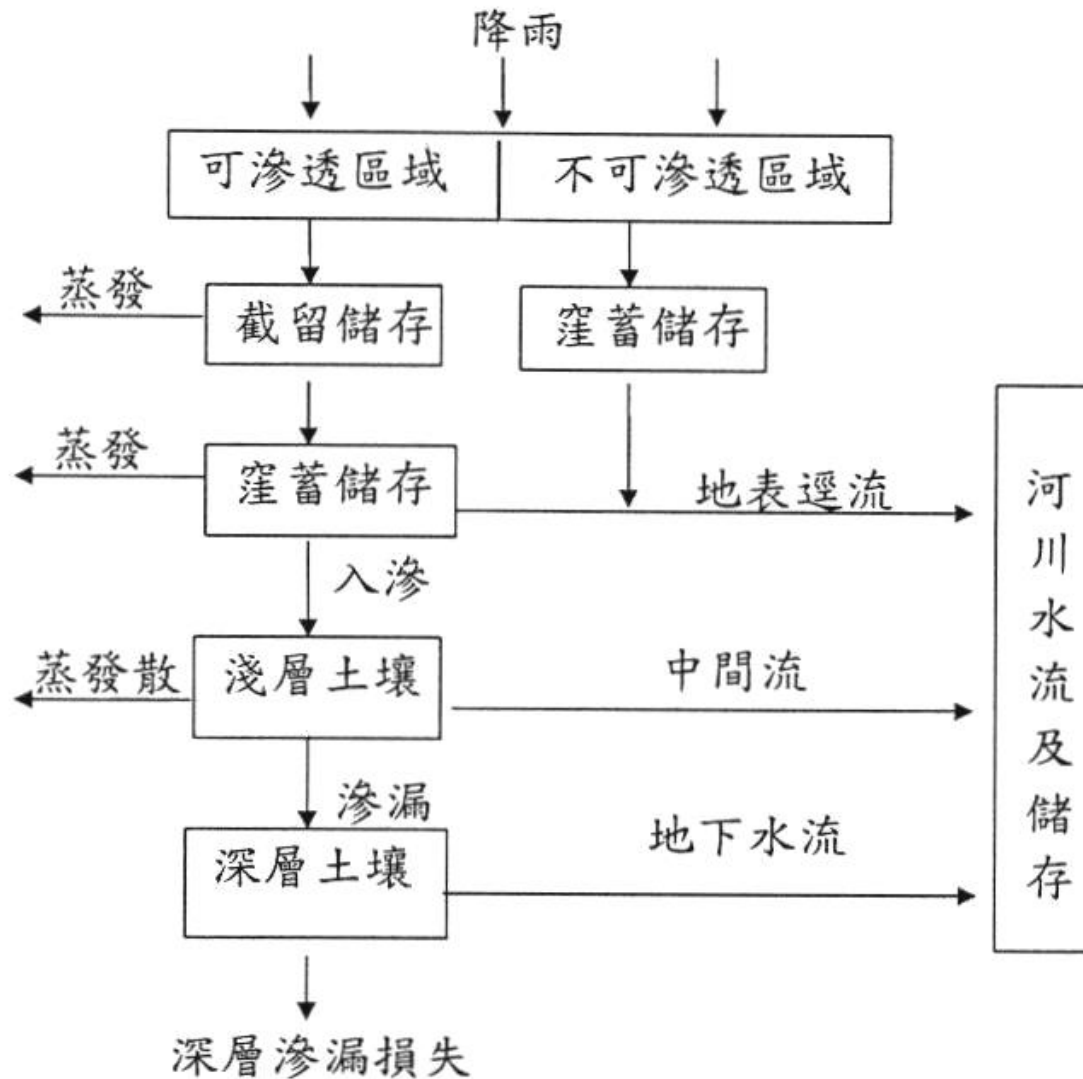 降雨
可滲透區域
不可滲透區域
蒸發
截留儲存
窪蓄儲存
蒸發
窪蓄儲存
地表逕流
入滲
蒸發散
淺層土壤
中間流
滲漏
深層土壤
地下水流
河川水流及儲存
深層滲漏損失